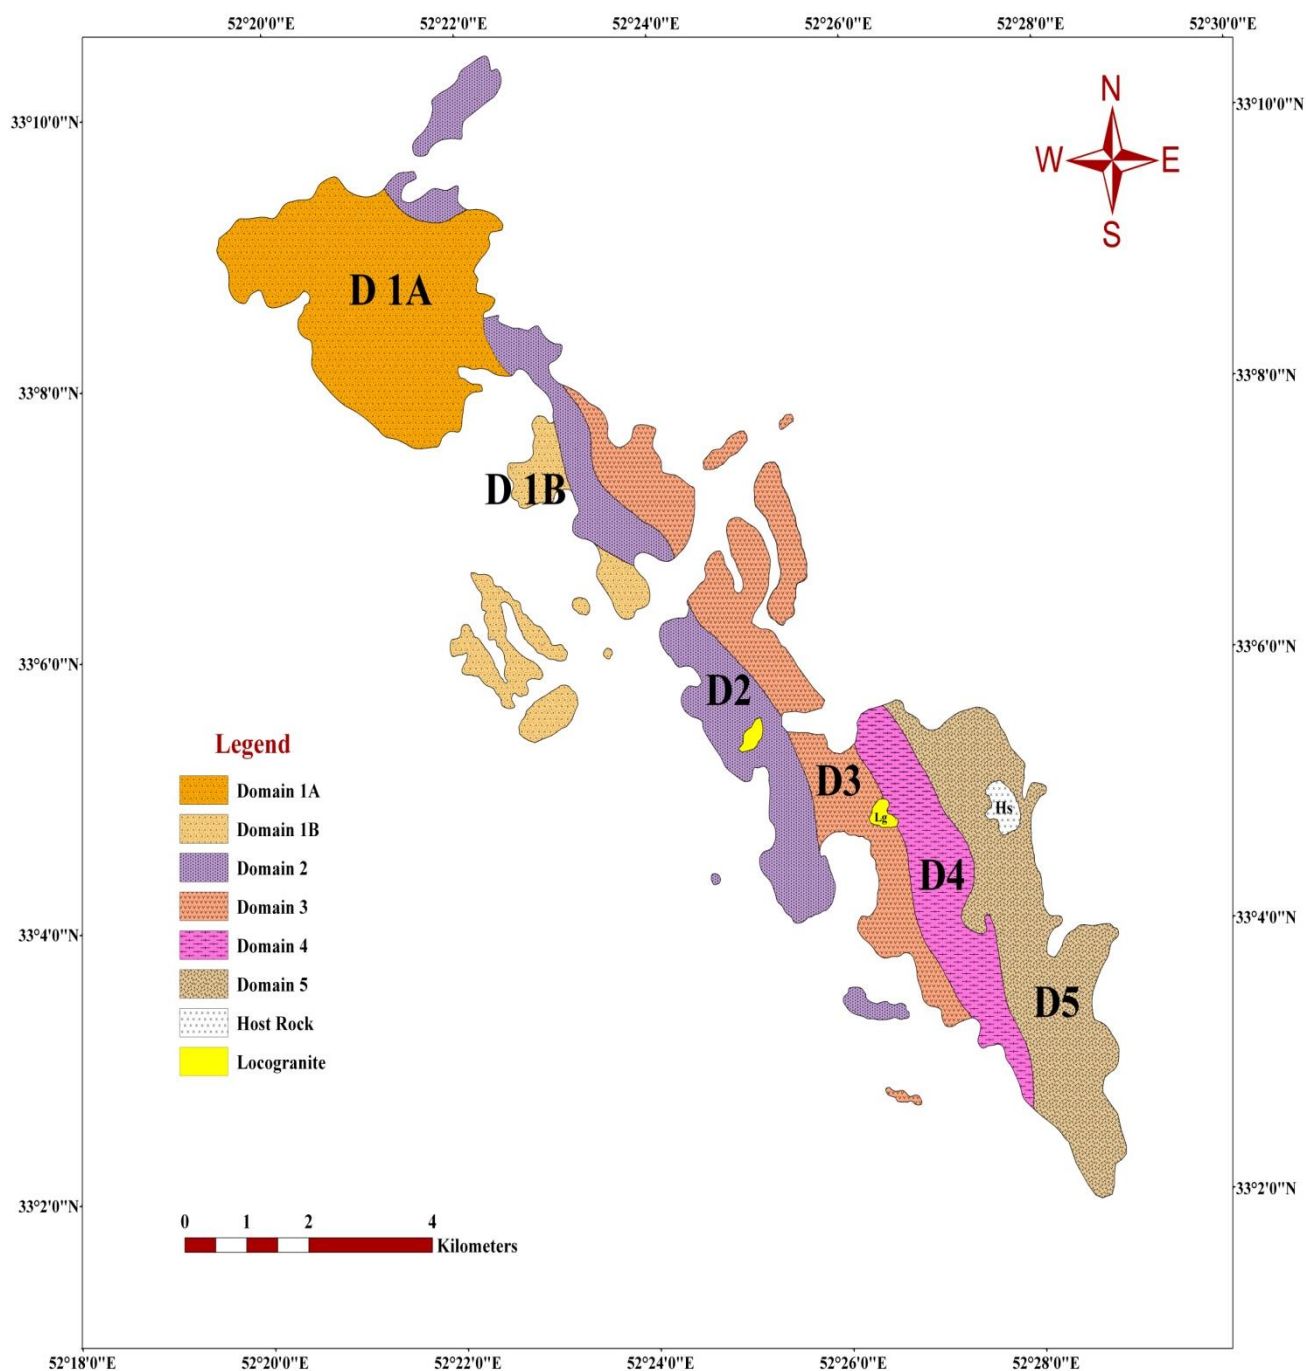 52°20'0"E 52°22'0"E 52°24'0"E 52°26'0"E 52°28'0"E 52°30'0"E
N
W E
S
33°10'0"N 33°10'0"N
D 1A
33°8'0"N 33°8'0"N
D 1B
33°6'0"N 33°6'0"N
D2
D3
Lg
Hs
D4
33°4'0"N 33°4'0"N
D5
Legend
Domain 1A
Domain 1B
Domain 2
Domain 3
Domain 4
Domain 5
Host Rock
Locogranite
33°2'0"N 33°2'0"N
0 1 2 4
Kilometers
52°18'0"E 52°20'0"E 52°22'0"E 52°24'0"E 52°26'0"E 52°28'0"E